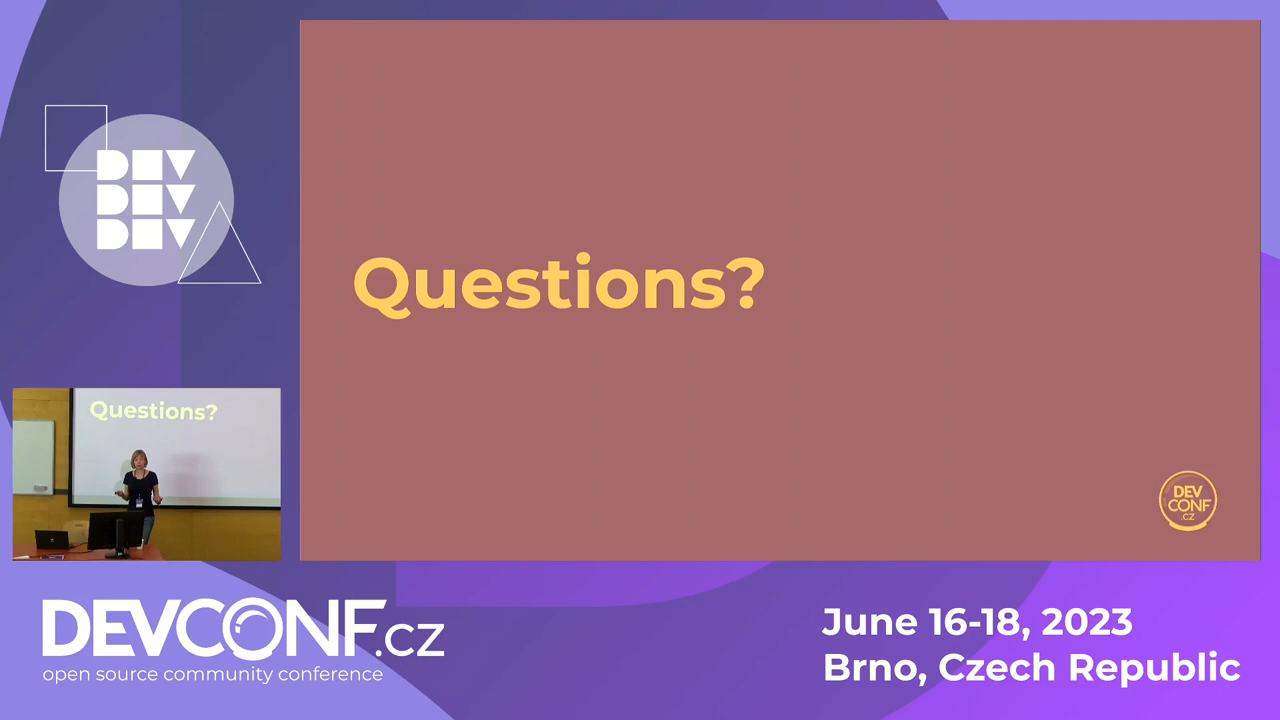 DEV
DEV
DEV
Questions?
Questions?
DEV
CONF
.CZ
DEVCONF.cz
open source community conference
June 16-18, 2023
Brno, Czech Republic